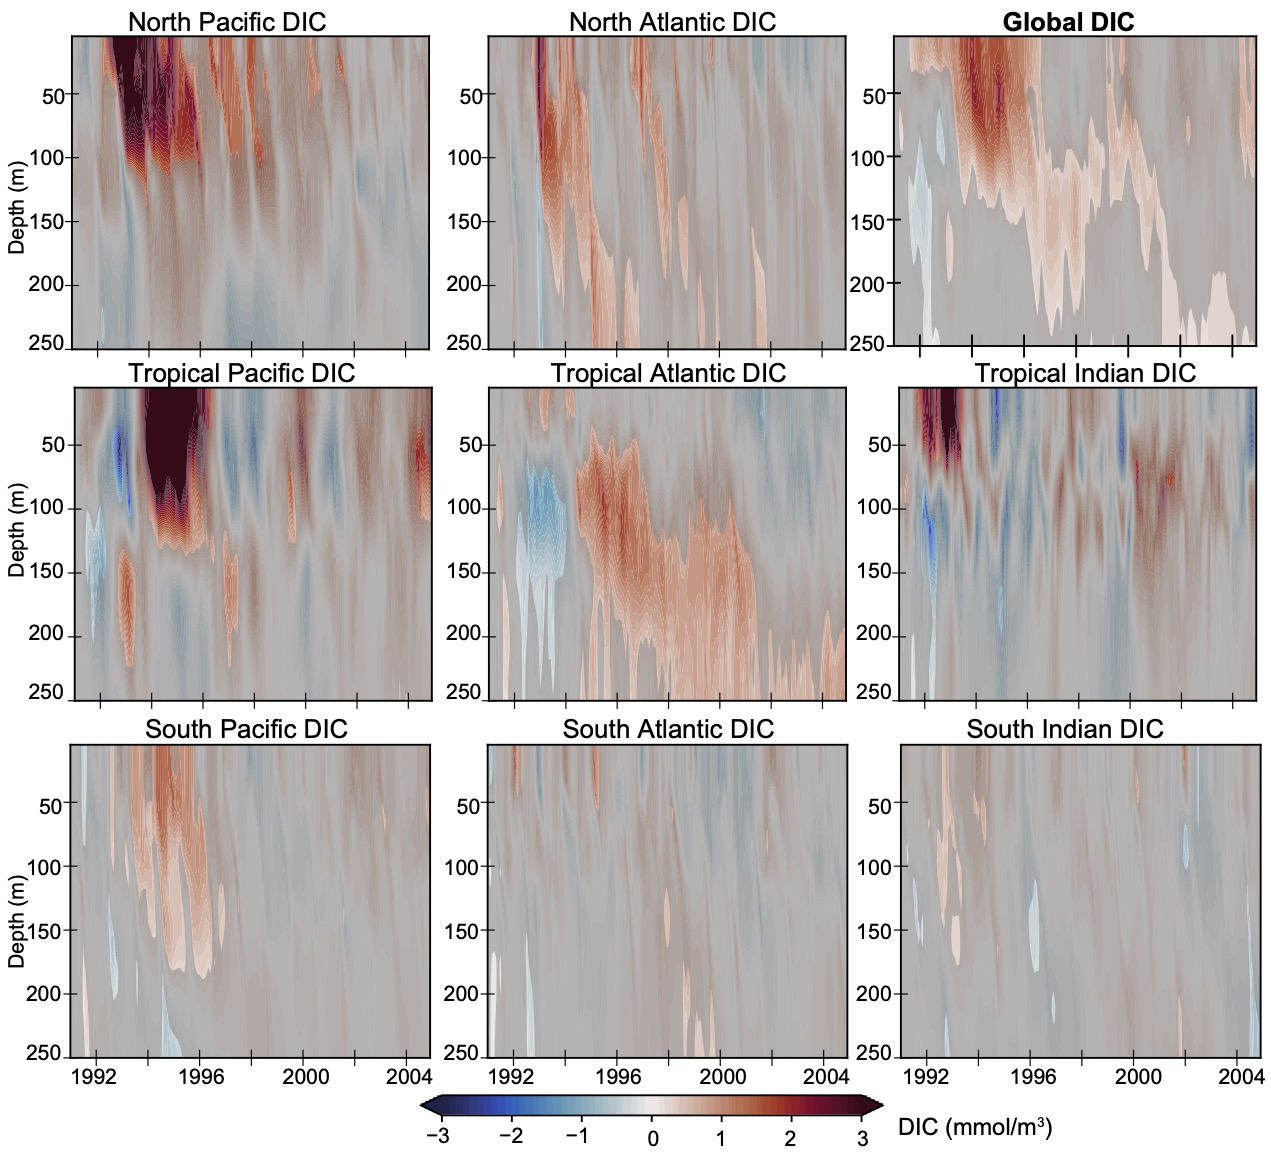 North Pacific DIC
North Atlantic DIC
Global DIC
Depth (m)
50
100
150
200
250
50
100
150
200
250
50
100
150
200
250
Tropical Pacific DIC
Tropical Atlantic DIC
Tropical Indian DIC
Depth (m)
50
100
150
200
250
50
100
150
200
250
50
100
150
200
250
South Pacific DIC
South Atlantic DIC
South Indian DIC
Depth (m)
50
100
150
200
250
50
100
150
200
250
50
100
150
200
250
1992 1996 2000 2004
1992 1996 2000 2004
1992 1996 2000 2004
−3 −2 −1 0 1 2 3
DIC (mmol/m³)